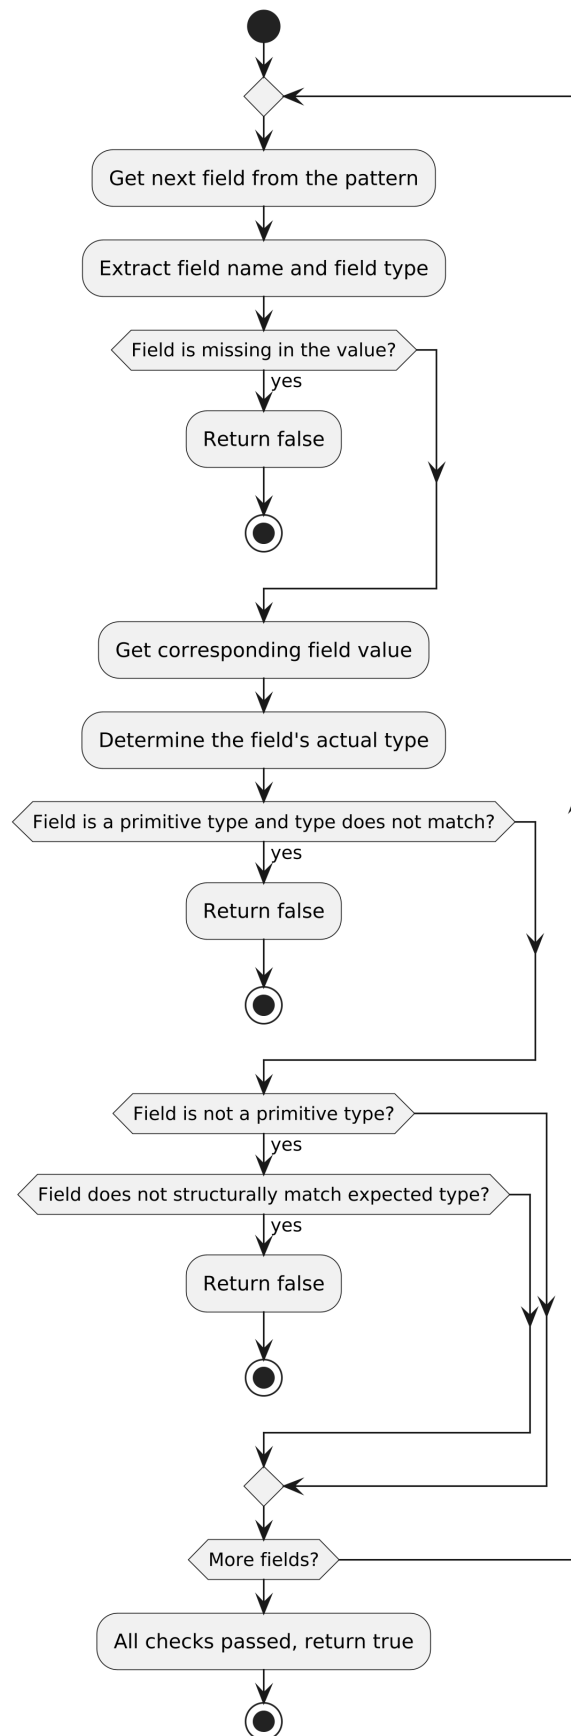 Get next field from the pattern
Extract field name and field type
Field is missing in the value?
yes
Return false
Get corresponding field value
Determine the field's actual type
Field is a primitive type and type does not match?
yes
Return false
Field is not a primitive type?
yes
Field does not structurally match expected type?
yes
Return false
More fields?
All checks passed, return true